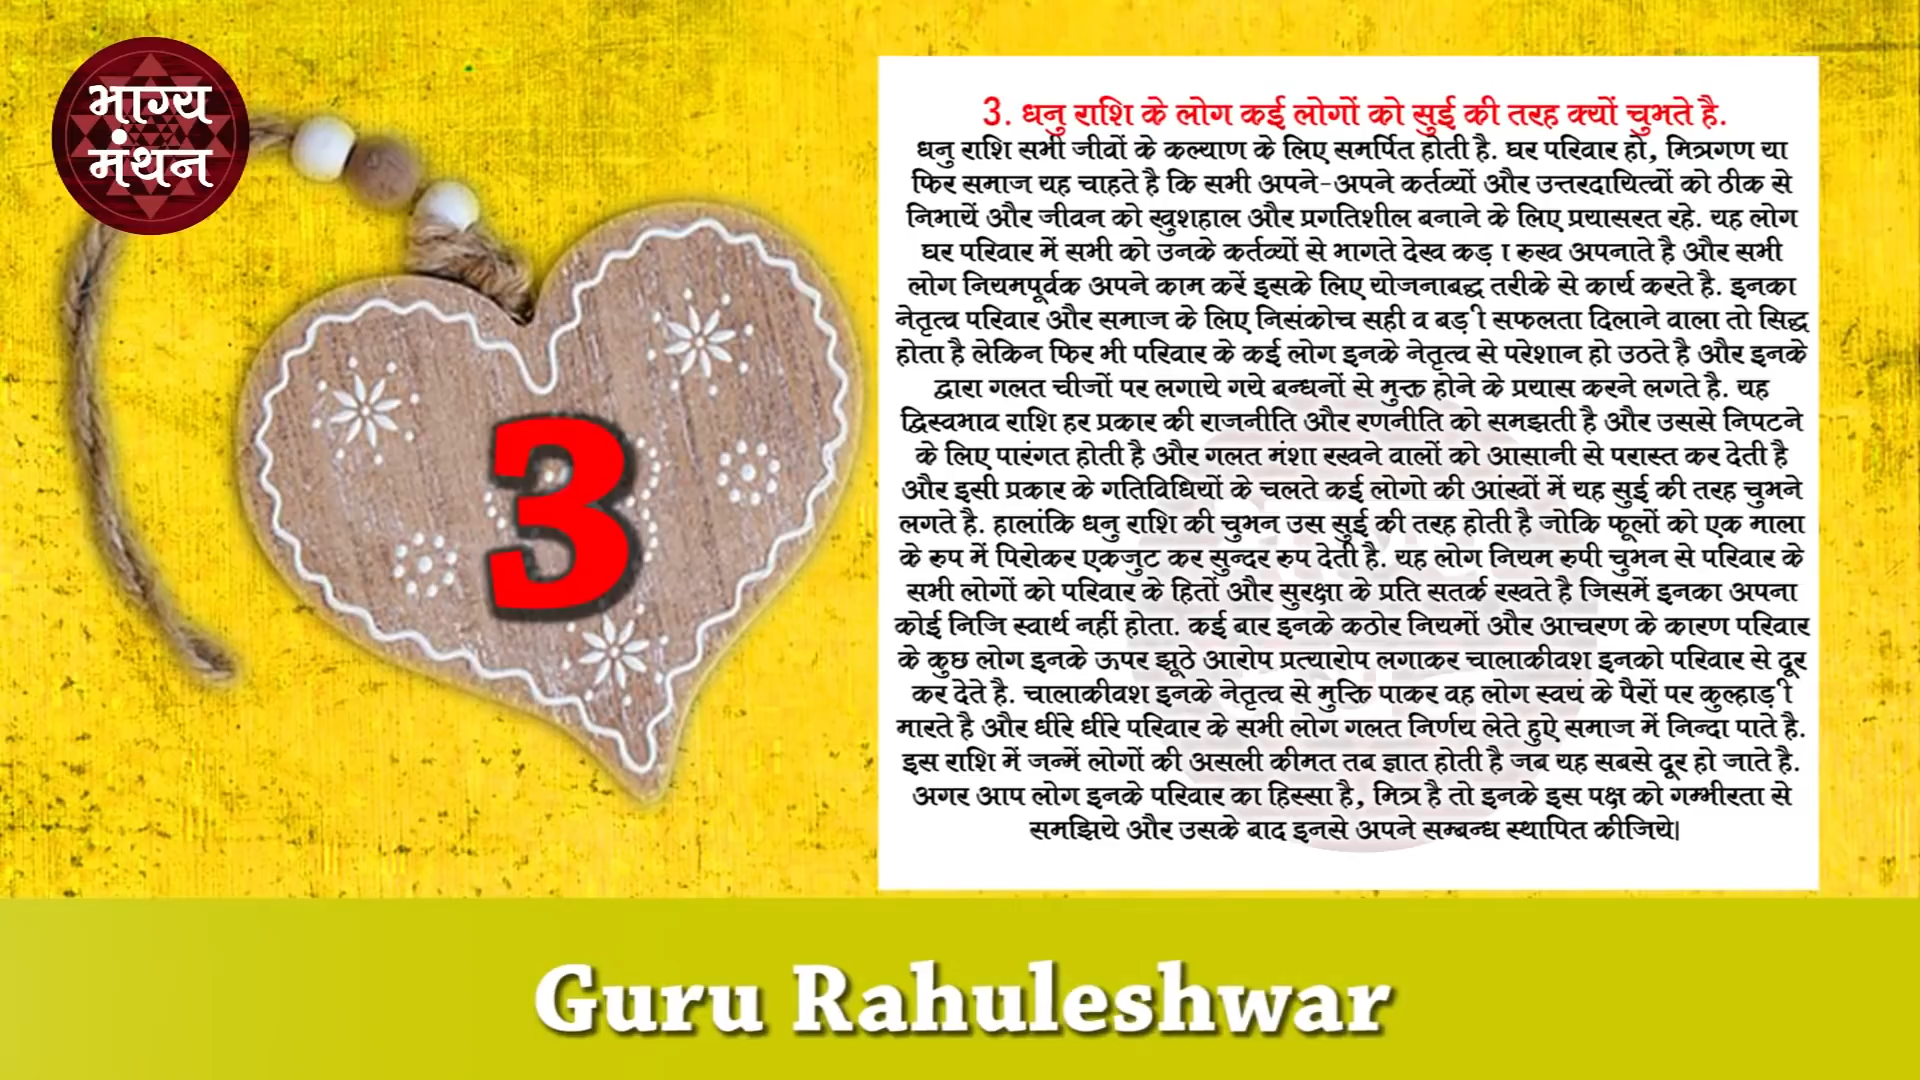 भाग्य
मंथन
3. धनु राशि के लोग कई लोगों को सुई की तरह क्यों चुभते है.
धनु राशि सभी जीवों के कल्याण के लिए समर्पित होती है. घर परिवार हो, मित्रगण या
फिर समाज यह चाहते है कि सभी अपने-अपने कर्तव्यों और उत्तरदायित्वों को ठीक से
निभायें और जीवन को खुशहाल और प्रगतिशील बनाने के लिए प्रयासरत रहे. यह लोग
घर परिवार में सभी को उनके कर्तव्यों से भागते देख कड़ा रुख अपनाते है और सभी
लोग नियमपूर्वक अपने काम करें इसके लिए योजनाबद्ध तरीके से कार्य करते है. इनका
नेतृत्व परिवार और समाज के लिए निसंकोच सही व बड़ी सफलता दिलाने वाला तो सिद्ध
होता है लेकिन फिर भी परिवार के कई लोग इनके नेतृत्व से परेशान हो उठते है और इनके
द्वारा गलत चीजों पर लगाये गये बन्धनों से मुक्त होने के प्रयास करने लगते है. यह
द्विस्वभाव राशि हर प्रकार की राजनीति और रणनीति को समझती है और उससे निपटने
के लिए पारंगत होती है और गलत मंशा रखने वालों को आसानी से परास्त कर देती है
और इसी प्रकार के गतिविधियों के चलते कई लोगो की आंखों में यह सुई की तरह चुभने
लगते है. हालांकि धनु राशि की चुभन उस सुई की तरह होती है जोकि फूलों को एक माला
के रुप में पिरोकर एकजुट कर सुन्दर रुप देती है. यह लोग नियम रुपी चुभन से परिवार के
सभी लोगों को परिवार के हितों और सुरक्षा के प्रति सतर्क रखते है जिसमें इनका अपना
कोई निजि स्वार्थ नहीं होता. कई बार इनके कठोर नियमों और आचरण के कारण परिवार
के कुछ लोग इनके ऊपर झूठे आरोप प्रत्यारोप लगाकर चालाकीवश इनको परिवार से दूर
कर देते है. चालाकीवश इनके नेतृत्व से मुक्ति पाकर वह लोग स्वयं के पैरों पर कुल्हाड़ी
मारते है और धीरे धीरे परिवार के सभी लोग गलत निर्णय लेते हुऐ समाज में निन्दा पाते है.
इस राशि में जन्में लोगों की असली कीमत तब ज्ञात होती है जब यह सबसे दूर हो जाते है.
अगर आप लोग इनके परिवार का हिस्सा है, मित्र है तो इनके इस पक्ष को गम्भीरता से
समझिये और उसके बाद इनसे अपने सम्बन्ध स्थापित कीजिये|
3
Guru Rahuleshwar